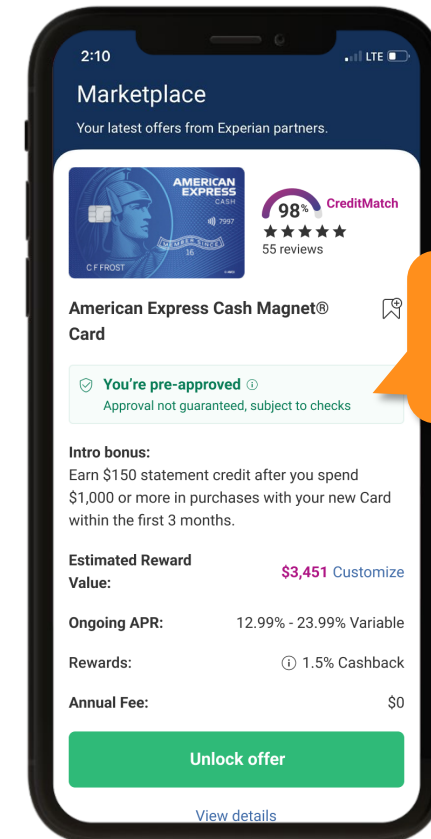 2:10
LTE
Marketplace
Your latest offers from Experian partners.
AMERICAN
EXPRESS
CASH
7997
MEMBER SINCE
16
C F FROST
98%
CreditMatch
55 reviews
American Express Cash Magnet®
Card
You're pre-approved
Approval not guaranteed, subject to checks
Intro bonus:
Earn $150 statement credit after you spend
$1,000 or more in purchases with your new Card
within the first 3 months.
Estimated Reward
Value:
$3,451 Customize
Ongoing APR: 12.99% - 23.99% Variable
Rewards: 1.5% Cashback
Annual Fee: $0
Unlock offer
View details